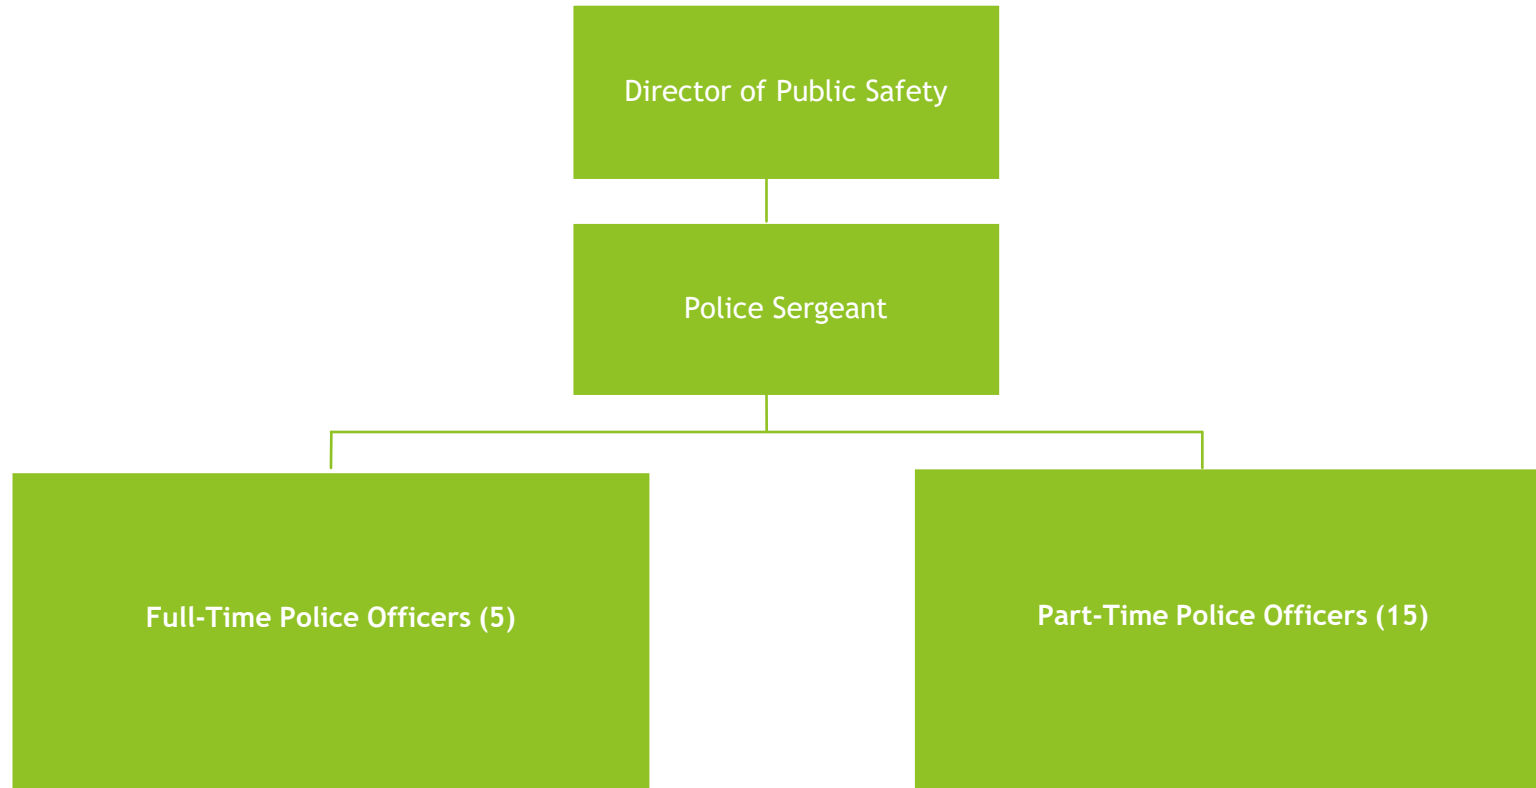 Director of Public Safety
Police Sergeant
Full-Time Police Officers (5)
Part-Time Police Officers (15)